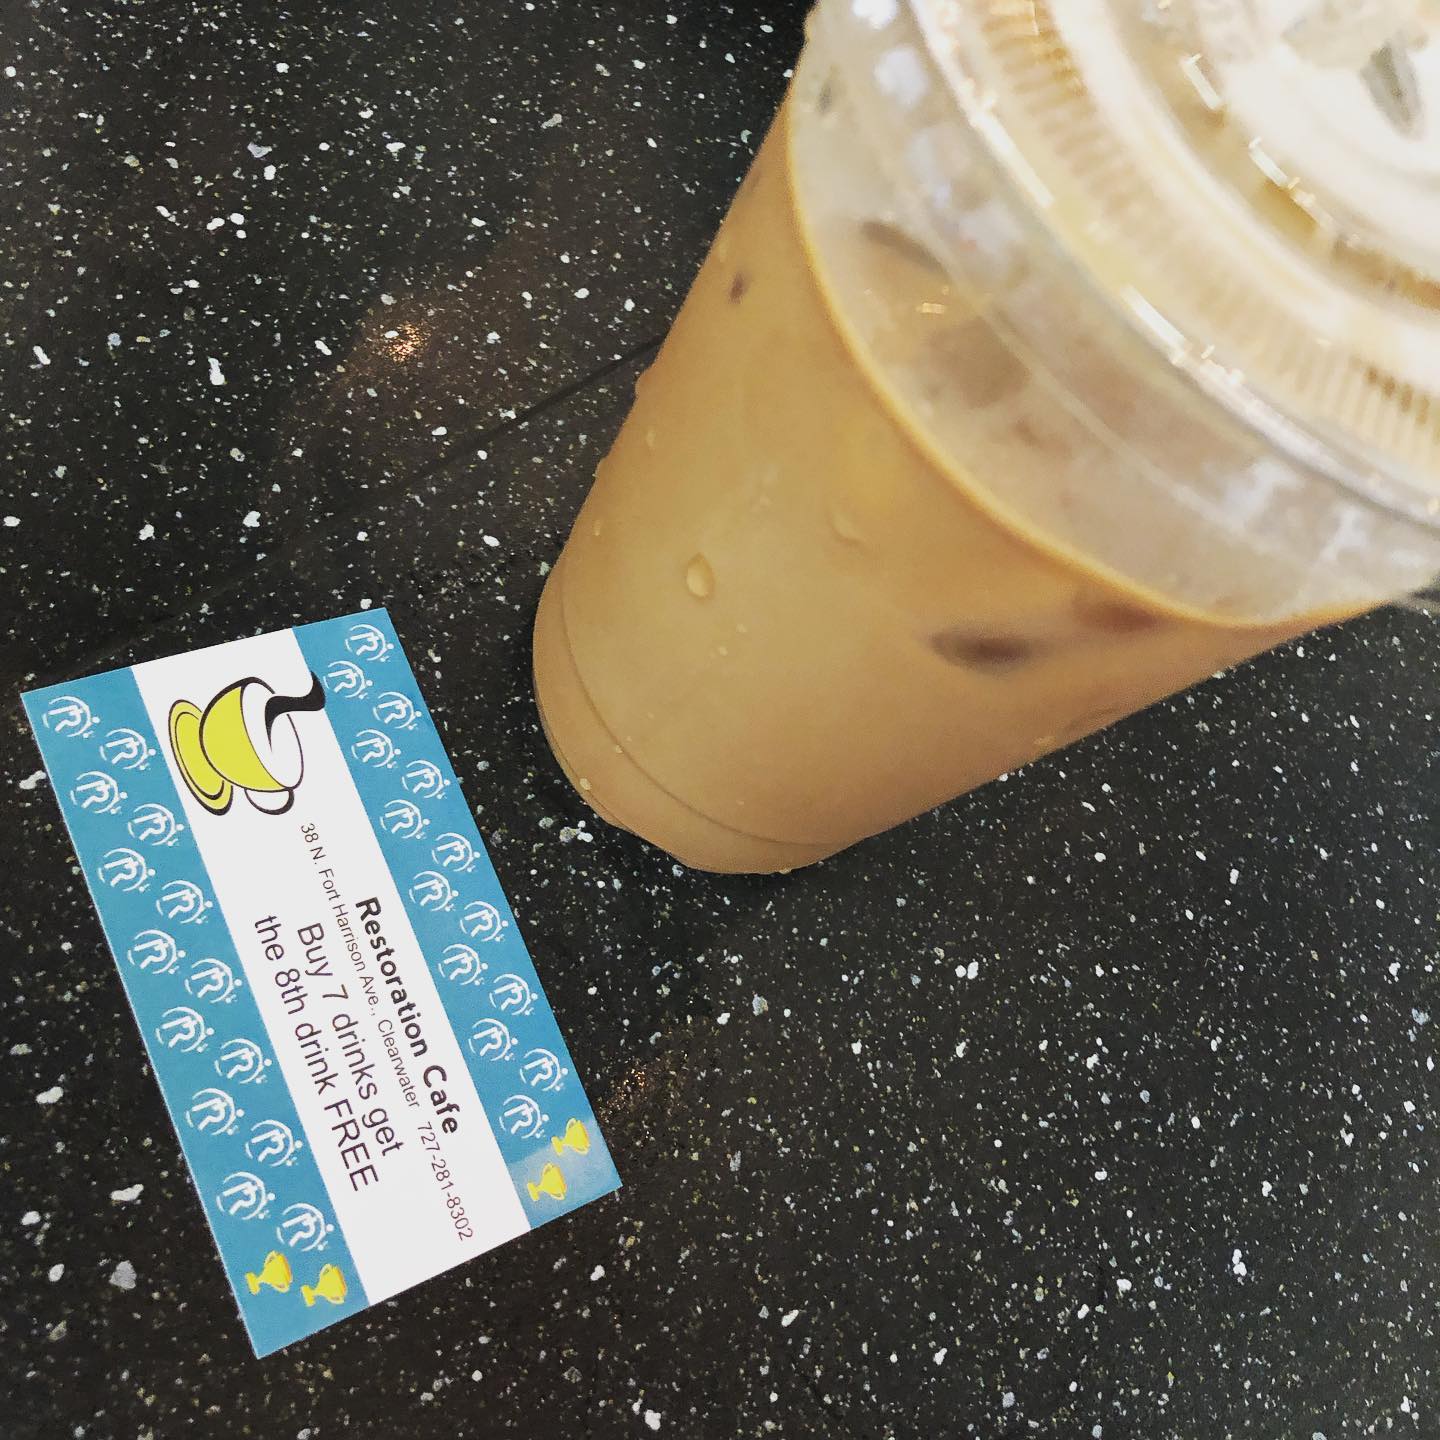 Restoration Cafe
38 N. Fort Harrison Ave., Clearwater 727-281-8302
Buy 7 drinks get
the 8th drink FREE